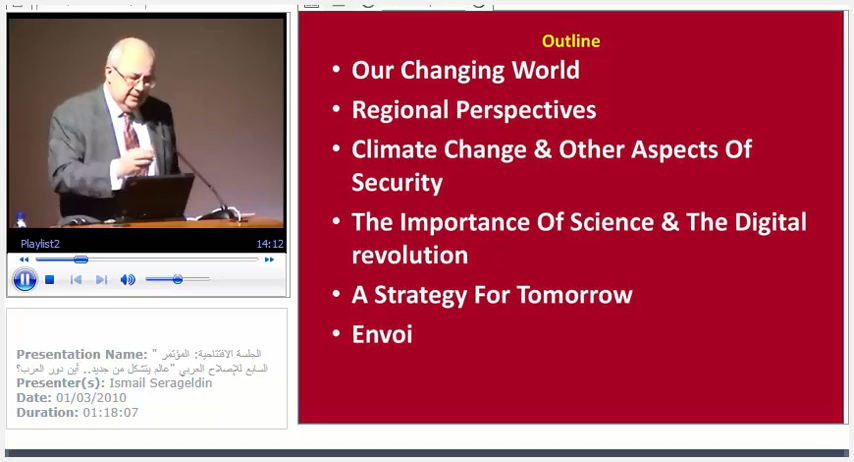 Outline
• Our Changing World
• Regional Perspectives
• Climate Change & Other Aspects Of
Security
• The Importance Of Science & The Digital
revolution
• A Strategy For Tomorrow
• Envoi
Playlist2 14:12
Presentation Name: الجلسة الافتتاحية: المؤتمر "
السابع للإصلاح العربي "عالم يتشكل من جديد.. أين دور العرب؟
Presenter(s): Ismail Serageldin
Date: 01/03/2010
Duration: 01:18:07